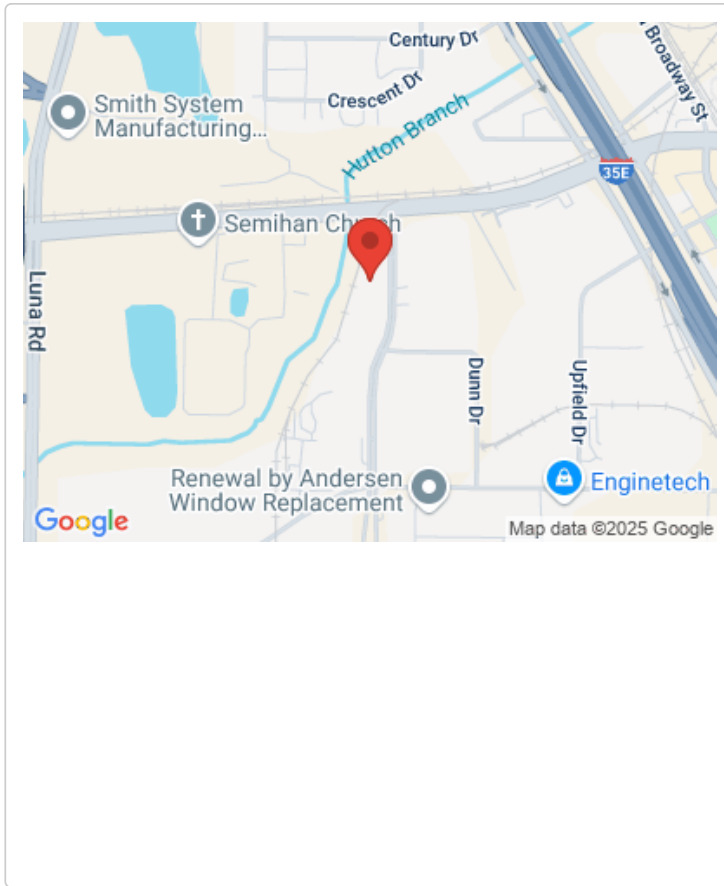 Century Dr
Broadway St
Smith System
Manufacturing...
Crescent Dr
Hutton Branch
35E
Semihan Church
Luna Rd
Dunn Dr
Upfield Dr
Renewal by Andersen
Window Replacement
Enginetech
Google
Map data ©2025 Google